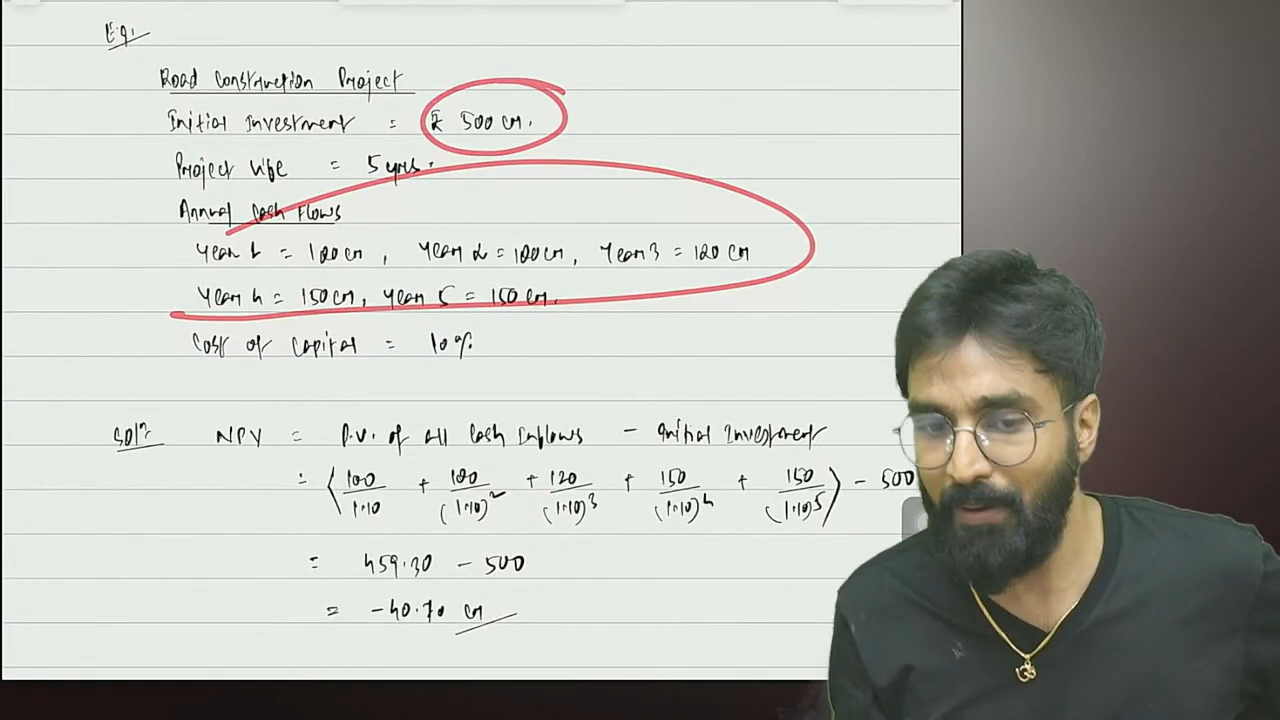 E.g.
Road Construction Project
Initial Investment = ₹ 500 cr.
Project life = 5 yrs.
Annual Cash Flows
Year 1 = 100 cr, Year 2 = 100 cr, Year 3 = 120 cr
Year 4 = 150 cr, Year 5 = 150 cr.
Cost of Capital = 10%
Solⁿ NPV = P.V. of All Cash Inflows - Initial Investment
= (100/1.10 + 100/(1.10)² + 120/(1.10)³ + 150/(1.10)⁴ + 150/(1.10)⁵) - 500
= 459.30 - 500
= -40.70 cr